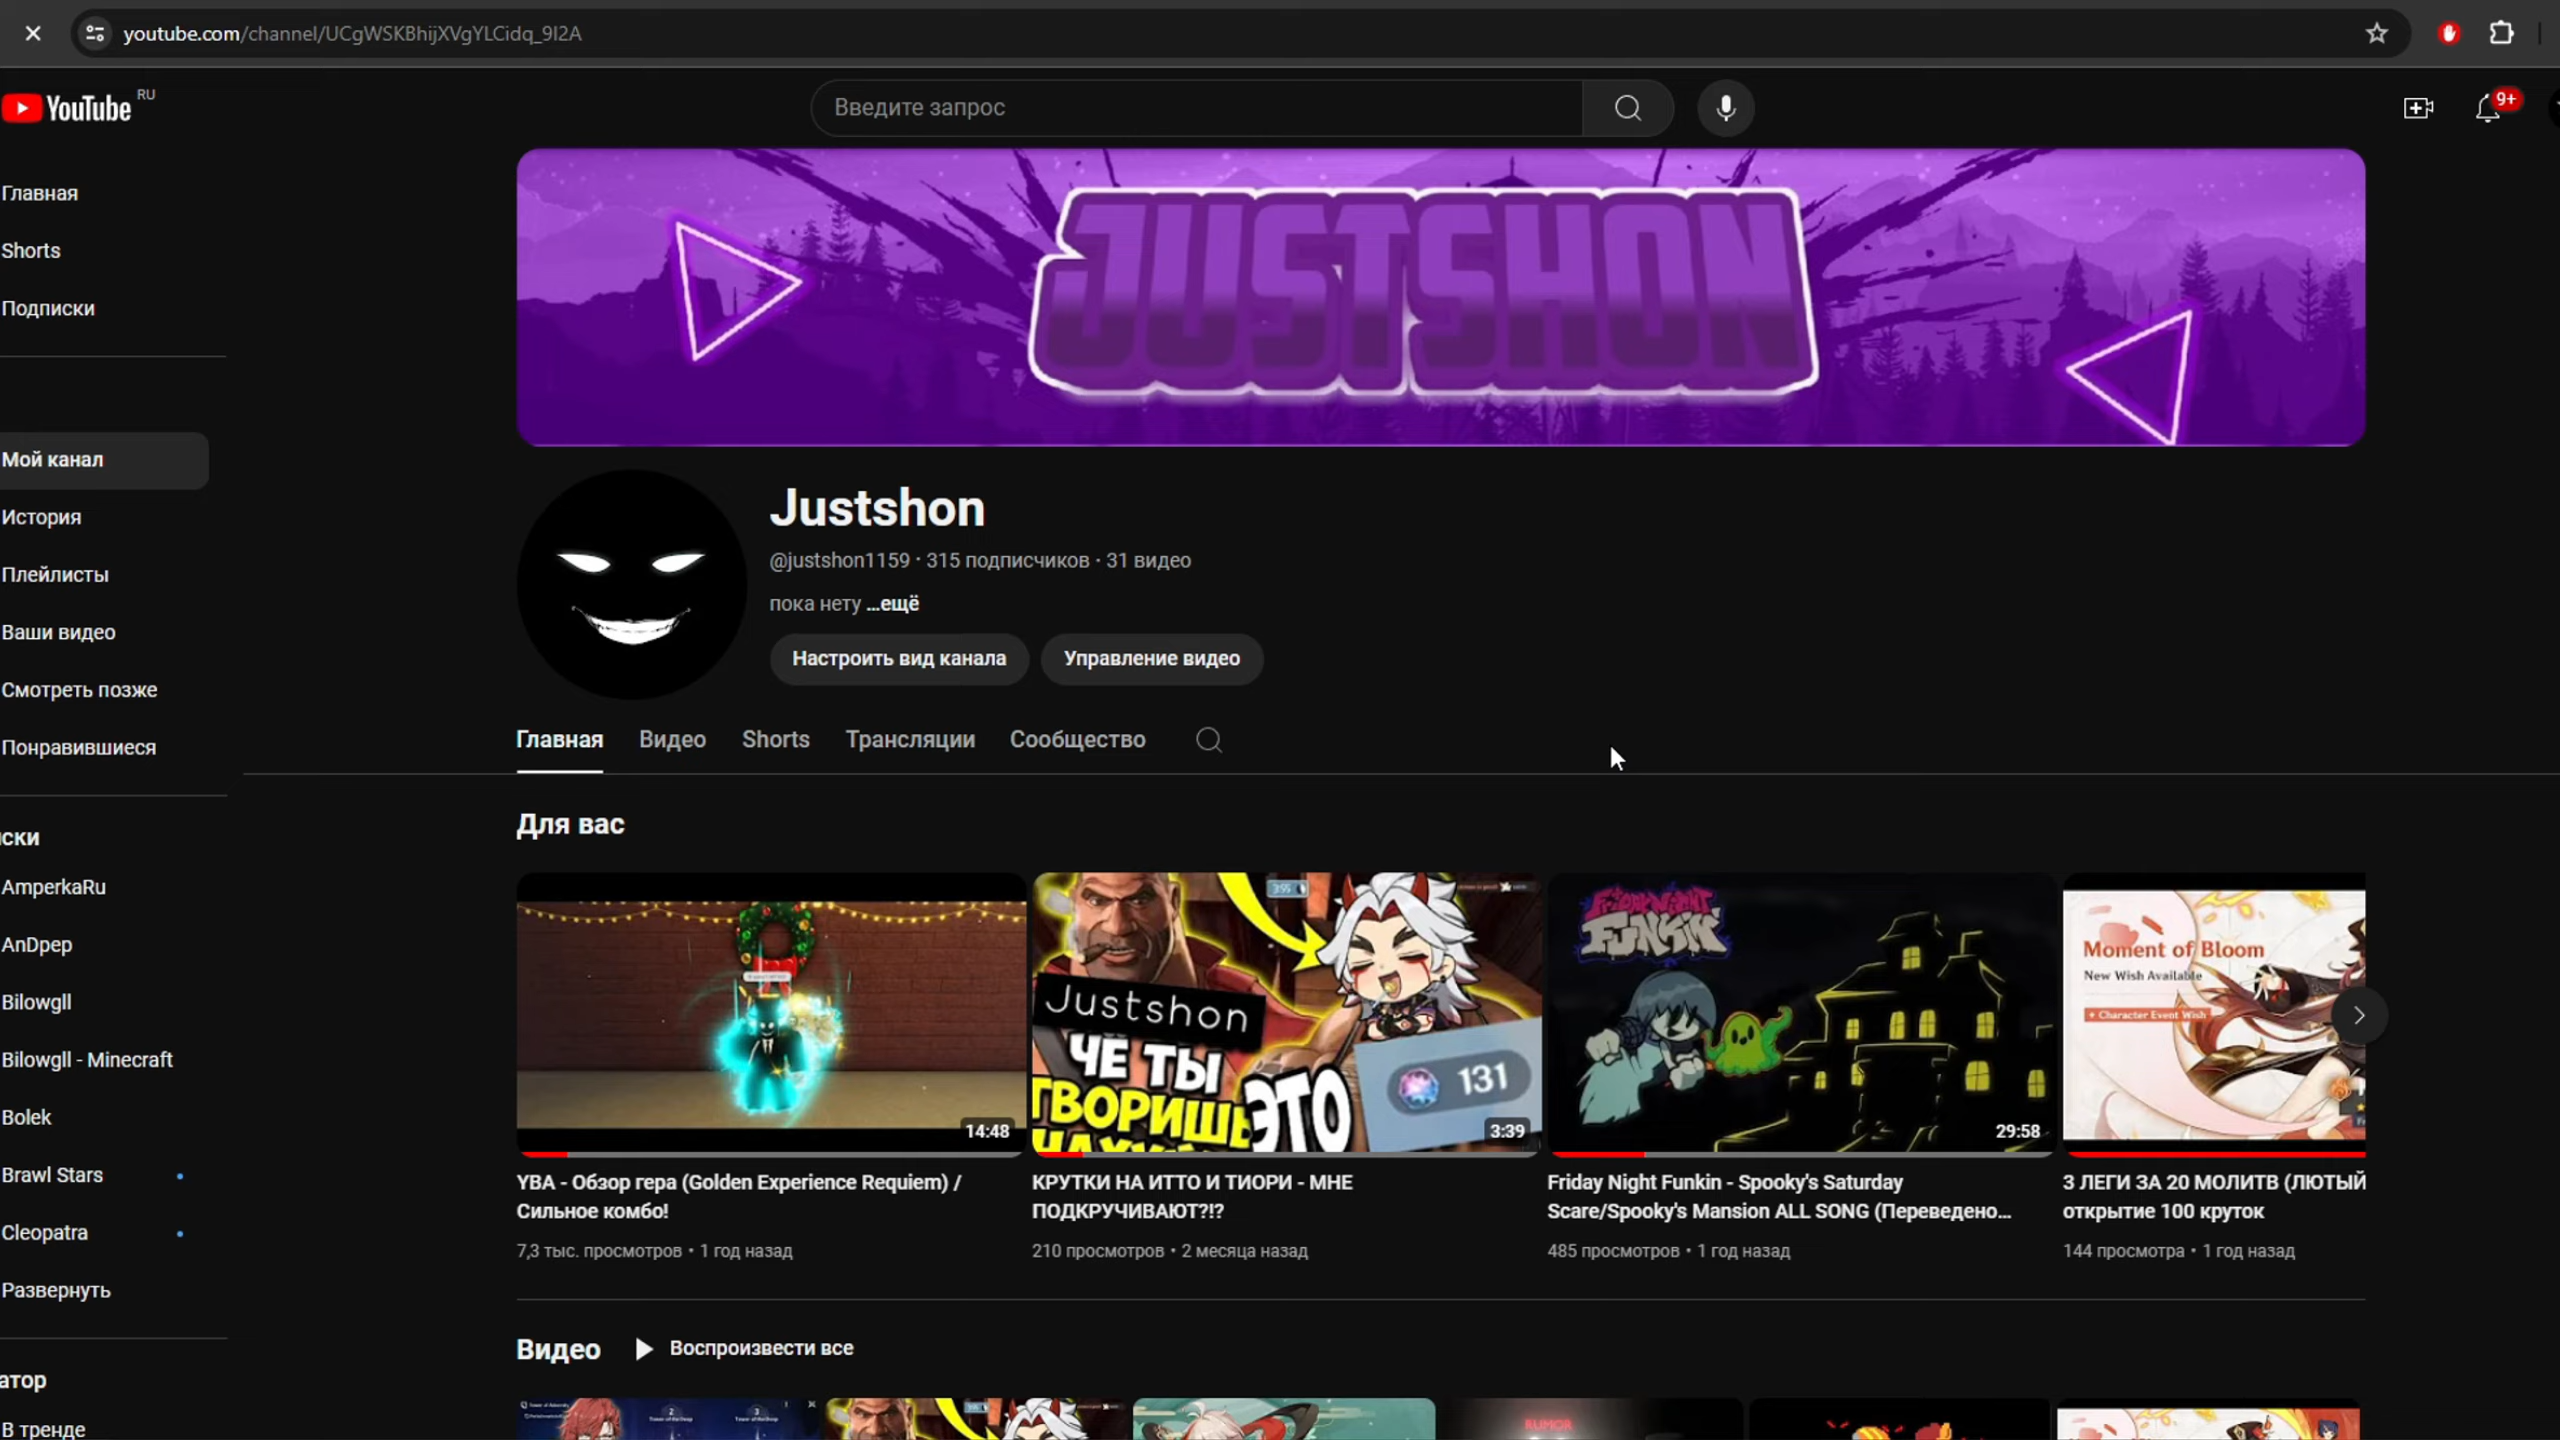 youtube.com/channel/UCgWSKBhijXVgYLCidq_9I2A
YouTube RU
Введите запрос
9+
Главная
Shorts
Подписки
Мой канал
История
Плейлисты
Ваши видео
Смотреть позже
Понравившиеся
ски
AmperkaRu
AnDpep
Bilowgll
Bilowgll - Minecraft
Bolek
Brawl Stars
Cleopatra
Развернуть
атор
В тренде
JUSTSHON
Justshon
@justshon1159 · 315 подписчиков · 31 видео
пока нету ...ещё
Настроить вид канала
Управление видео
Главная
Видео
Shorts
Трансляции
Сообщество
Для вас
14:48
YBA - Обзор гера (Golden Experience Requiem) /
Сильное комбо!
7,3 тыс. просмотров • 1 год назад
355
Justshon
ЧЁ ТЫ
ТВОРИШЬ
ЭТО
131
3:39
КРУТКИ НА ИТТО И ТИОРИ - МНЕ
ПОДКРУЧИВАЮТ?!?
210 просмотров • 2 месяца назад
FRIDAY NIGHT
FUNKIN'
29:58
Friday Night Funkin - Spooky's Saturday
Scare/Spooky's Mansion ALL SONG (Переведено...
485 просмотров • 1 год назад
Moment of Bloom
New Wish Available
Character Event Wish
3 ЛЕГИ ЗА 20 МОЛИТВ (ЛЮТЫЙ
открытие 100 круток
144 просмотра • 1 год назад
Видео
Воспроизвести все
RUMOR